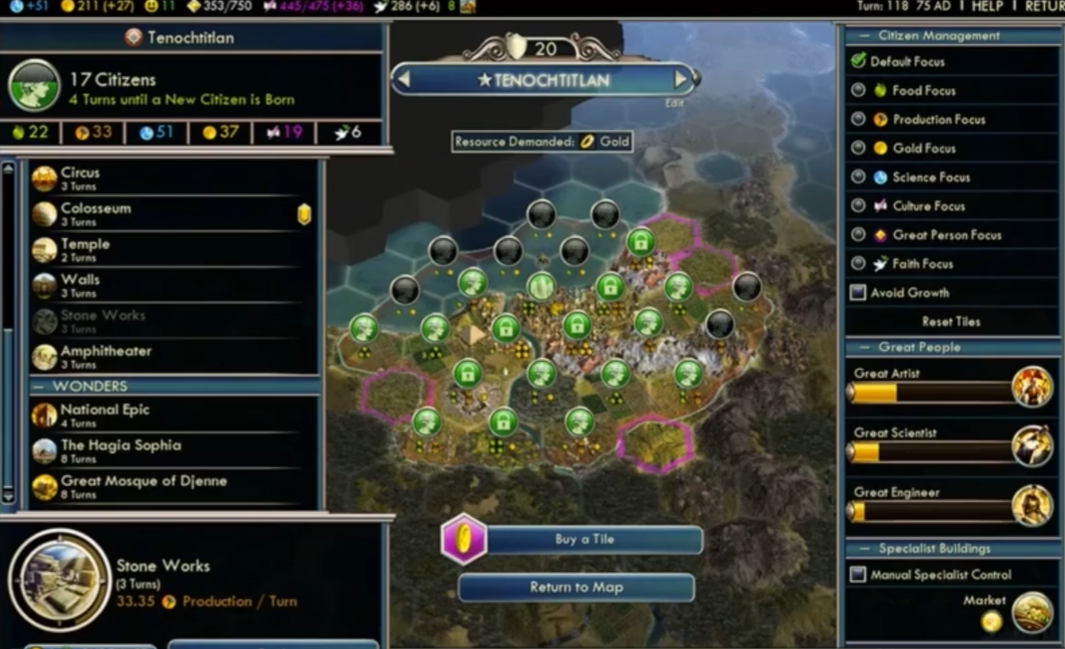 +51 211 (+27) 11 353/750 445/475 (+36) 286 (+6) 8
Turn: 118 75 AD | HELP | RETUR
Tenochtitlan
17 Citizens
4 Turns until a New Citizen is Born
22 33 51 37 19 6
Circus
3 Turns
Colosseum
3 Turns
Temple
2 Turns
Walls
3 Turns
Stone Works
3 Turns
Amphitheater
3 Turns
— WONDERS
National Epic
4 Turns
The Hagia Sophia
8 Turns
Great Mosque of Djenne
8 Turns
Stone Works
(3 Turns)
33.35 Production / Turn
20
TENOCHTITLAN
Edit
Resource Demanded: Gold
Buy a Tile
Return to Map
— Citizen Management
Default Focus
Food Focus
Production Focus
Gold Focus
Science Focus
Culture Focus
Great Person Focus
Faith Focus
Avoid Growth
Reset Tiles
— Great People
Great Artist
Great Scientist
Great Engineer
— Specialist Buildings
Manual Specialist Control
Market